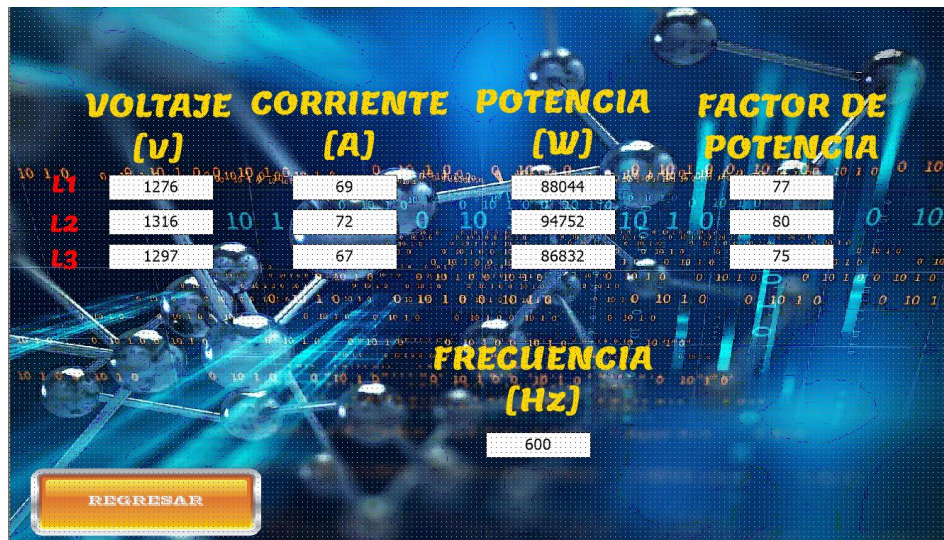 VOLTAJE CORRIENTE POTENCIA FACTOR DE
(V) (A) (W) POTENCIA
L1 1276 69 88044 77
L2 1316 72 94752 80
L3 1297 67 86832 75
FRECUENCIA
(Hz)
600
REGRESAR